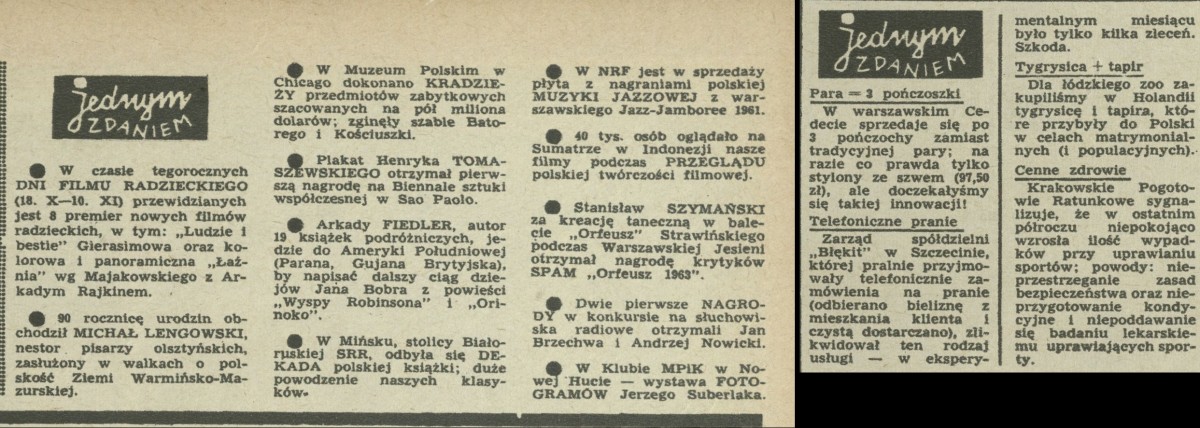 jednym
ZDANIEM
● W czasie tegorocznych
DNI FILMU RADZIECKIEGO
(18. X—10. XI) przewidzianych
jest 8 premier nowych filmów
radzieckich, w tym: „Ludzie i
bestie" Gierasimowa oraz ko-
lorowa i panoramiczna „Łaź-
nia" wg Majakowskiego z Ar-
kadym Rajkinem.
● 90 rocznicę urodzin ob-
chodził MICHAŁ LENGOWSKI,
nestor pisarzy olsztyńskich,
zasłużony w walkach o pol-
skość Ziemi Warmińsko-Ma-
zurskiej.
● W Muzeum Polskim w
Chicago dokonano KRADZIE-
ŻY przedmiotów zabytkowych
szacowanych na pół miliona
dolarów; zginęły szable Bato-
rego i Kościuszki.
● Plakat Henryka TOMA-
SZEWSKIEGO otrzymał pierw-
szą nagrodę na Biennale sztuki
współczesnej w Sao Paolo.
● Arkady FIEDLER, autor
19 książek podróżniczych, je-
dzie do Ameryki Południowej
(Parana, Gujana Brytyjska),
by napisać dalszy ciąg dzie-
jów Jana Bobra z powieści
„Wyspy Robinsona" i „Ori-
noko".
● W Mińsku, stolicy Biało-
ruskiej SRR, odbyła się DE-
KADA polskiej książki; duże
powodzenie naszych klasy-
ków.
● W NRF jest w sprzedaży
płyta z nagraniami polskiej
MUZYKI JAZZOWEJ z war-
szawskiego Jazz-Jamboree 1961.
● 40 tys. osób oglądało na
Sumatrze w Indonezji nasze
filmy podczas PRZEGLĄDU
polskiej twórczości filmowej.
● Stanisław SZYMAŃSKI
za kreację taneczną w bale-
cie „Orfeusz" Strawińskiego
podczas Warszawskiej Jesieni
otrzymał nagrodę krytyków
SPAM „Orfeusz 1963".
● Dwie pierwsze NAGRO-
DY w konkursie na słuchowi-
ska radiowe otrzymali Jan
Brzechwa i Andrzej Nowicki.
● W Klubie MPiK w No-
wej Hucie — wystawa FOTO-
GRAMÓW Jerzego Suberlaka.
jednym
ZDANIEM
Para = 3 pończoszki
W warszawskim Ce-
decie sprzedaje się po
3 pończochy zamiast
tradycyjnej pary; na
razie co prawda tylko
stylony ze szwem (97,50
zł), ale doczekałyśmy
się takiej innowacji!
Telefoniczne pranie
Zarząd spółdzielni
„Błękit" w Szczecinie,
której pralnie przyjmo-
wały telefonicznie za-
mówienia na pranie
(odbierano bieliznę z
mieszkania klienta i
czystą dostarczano), zli-
kwidował ten rodzaj
usługi — w ekspery-
mentalnym miesiącu
było tylko kilka zleceń.
Szkoda.
Tygrysica + tapir
Dla łódzkiego zoo za-
kupiliśmy w Holandii
tygrysicę i tapira, któ-
re przybyły do Polski
w celach matrymonial-
nych (i populacyjnych).
Cenne zdrowie
Krakowskie Pogoto-
wie Ratunkowe sygna-
lizuje, że w ostatnim
półroczu niepokojąco
wzrosła ilość wypad-
ków przy uprawianiu
sportów; powody: nie-
przestrzeganie zasad
bezpieczeństwa oraz nie-
przygotowanie kondy-
cyjne i niepoddawanie
się badaniu lekarskie-
mu uprawiających spor-
ty.